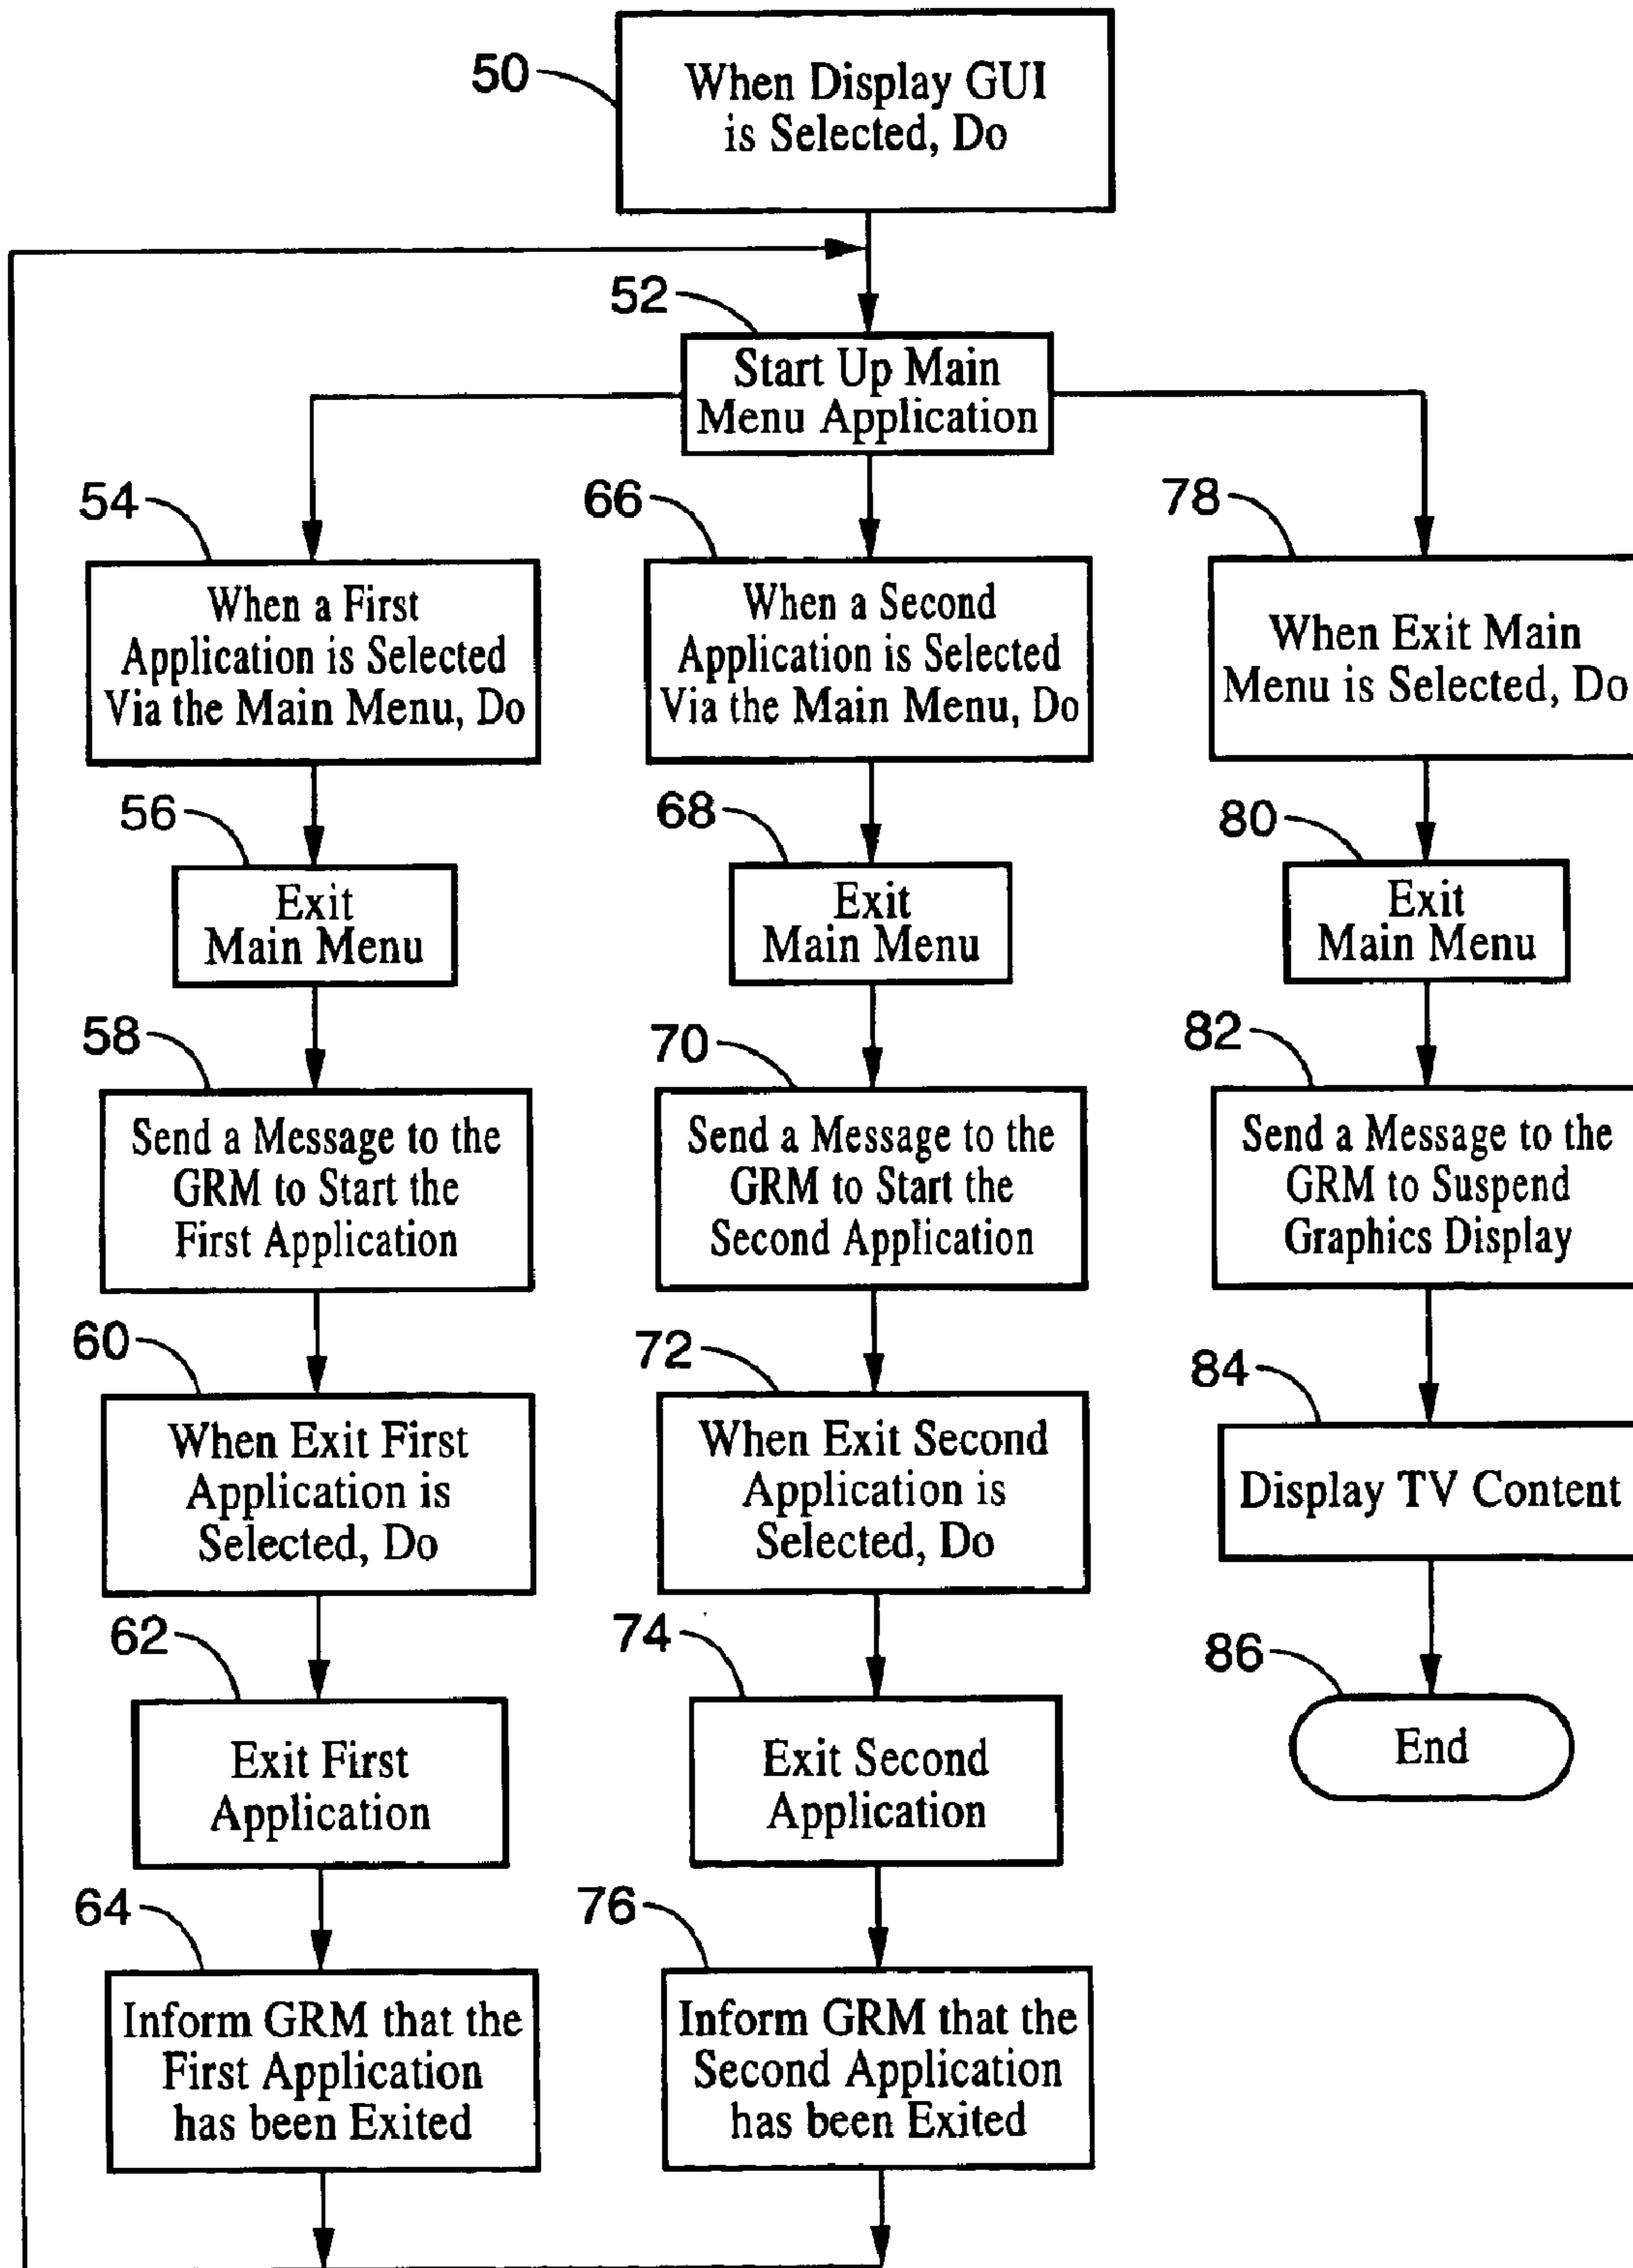 50
When Display GUI
is Selected, Do
52
Start Up Main
Menu Application
54
When a First
Application is Selected
Via the Main Menu, Do
56
Exit
Main Menu
58
Send a Message to the
GRM to Start the
First Application
60
When Exit First
Application is
Selected, Do
62
Exit First
Application
64
Inform GRM that the
First Application
has been Exited
66
When a Second
Application is Selected
Via the Main Menu, Do
68
Exit
Main Menu
70
Send a Message to the
GRM to Start the
Second Application
72
When Exit Second
Application is
Selected, Do
74
Exit Second
Application
76
Inform GRM that the
Second Application
has been Exited
78
When Exit Main
Menu is Selected, Do
80
Exit
Main Menu
82
Send a Message to the
GRM to Suspend
Graphics Display
84
Display TV Content
86
End